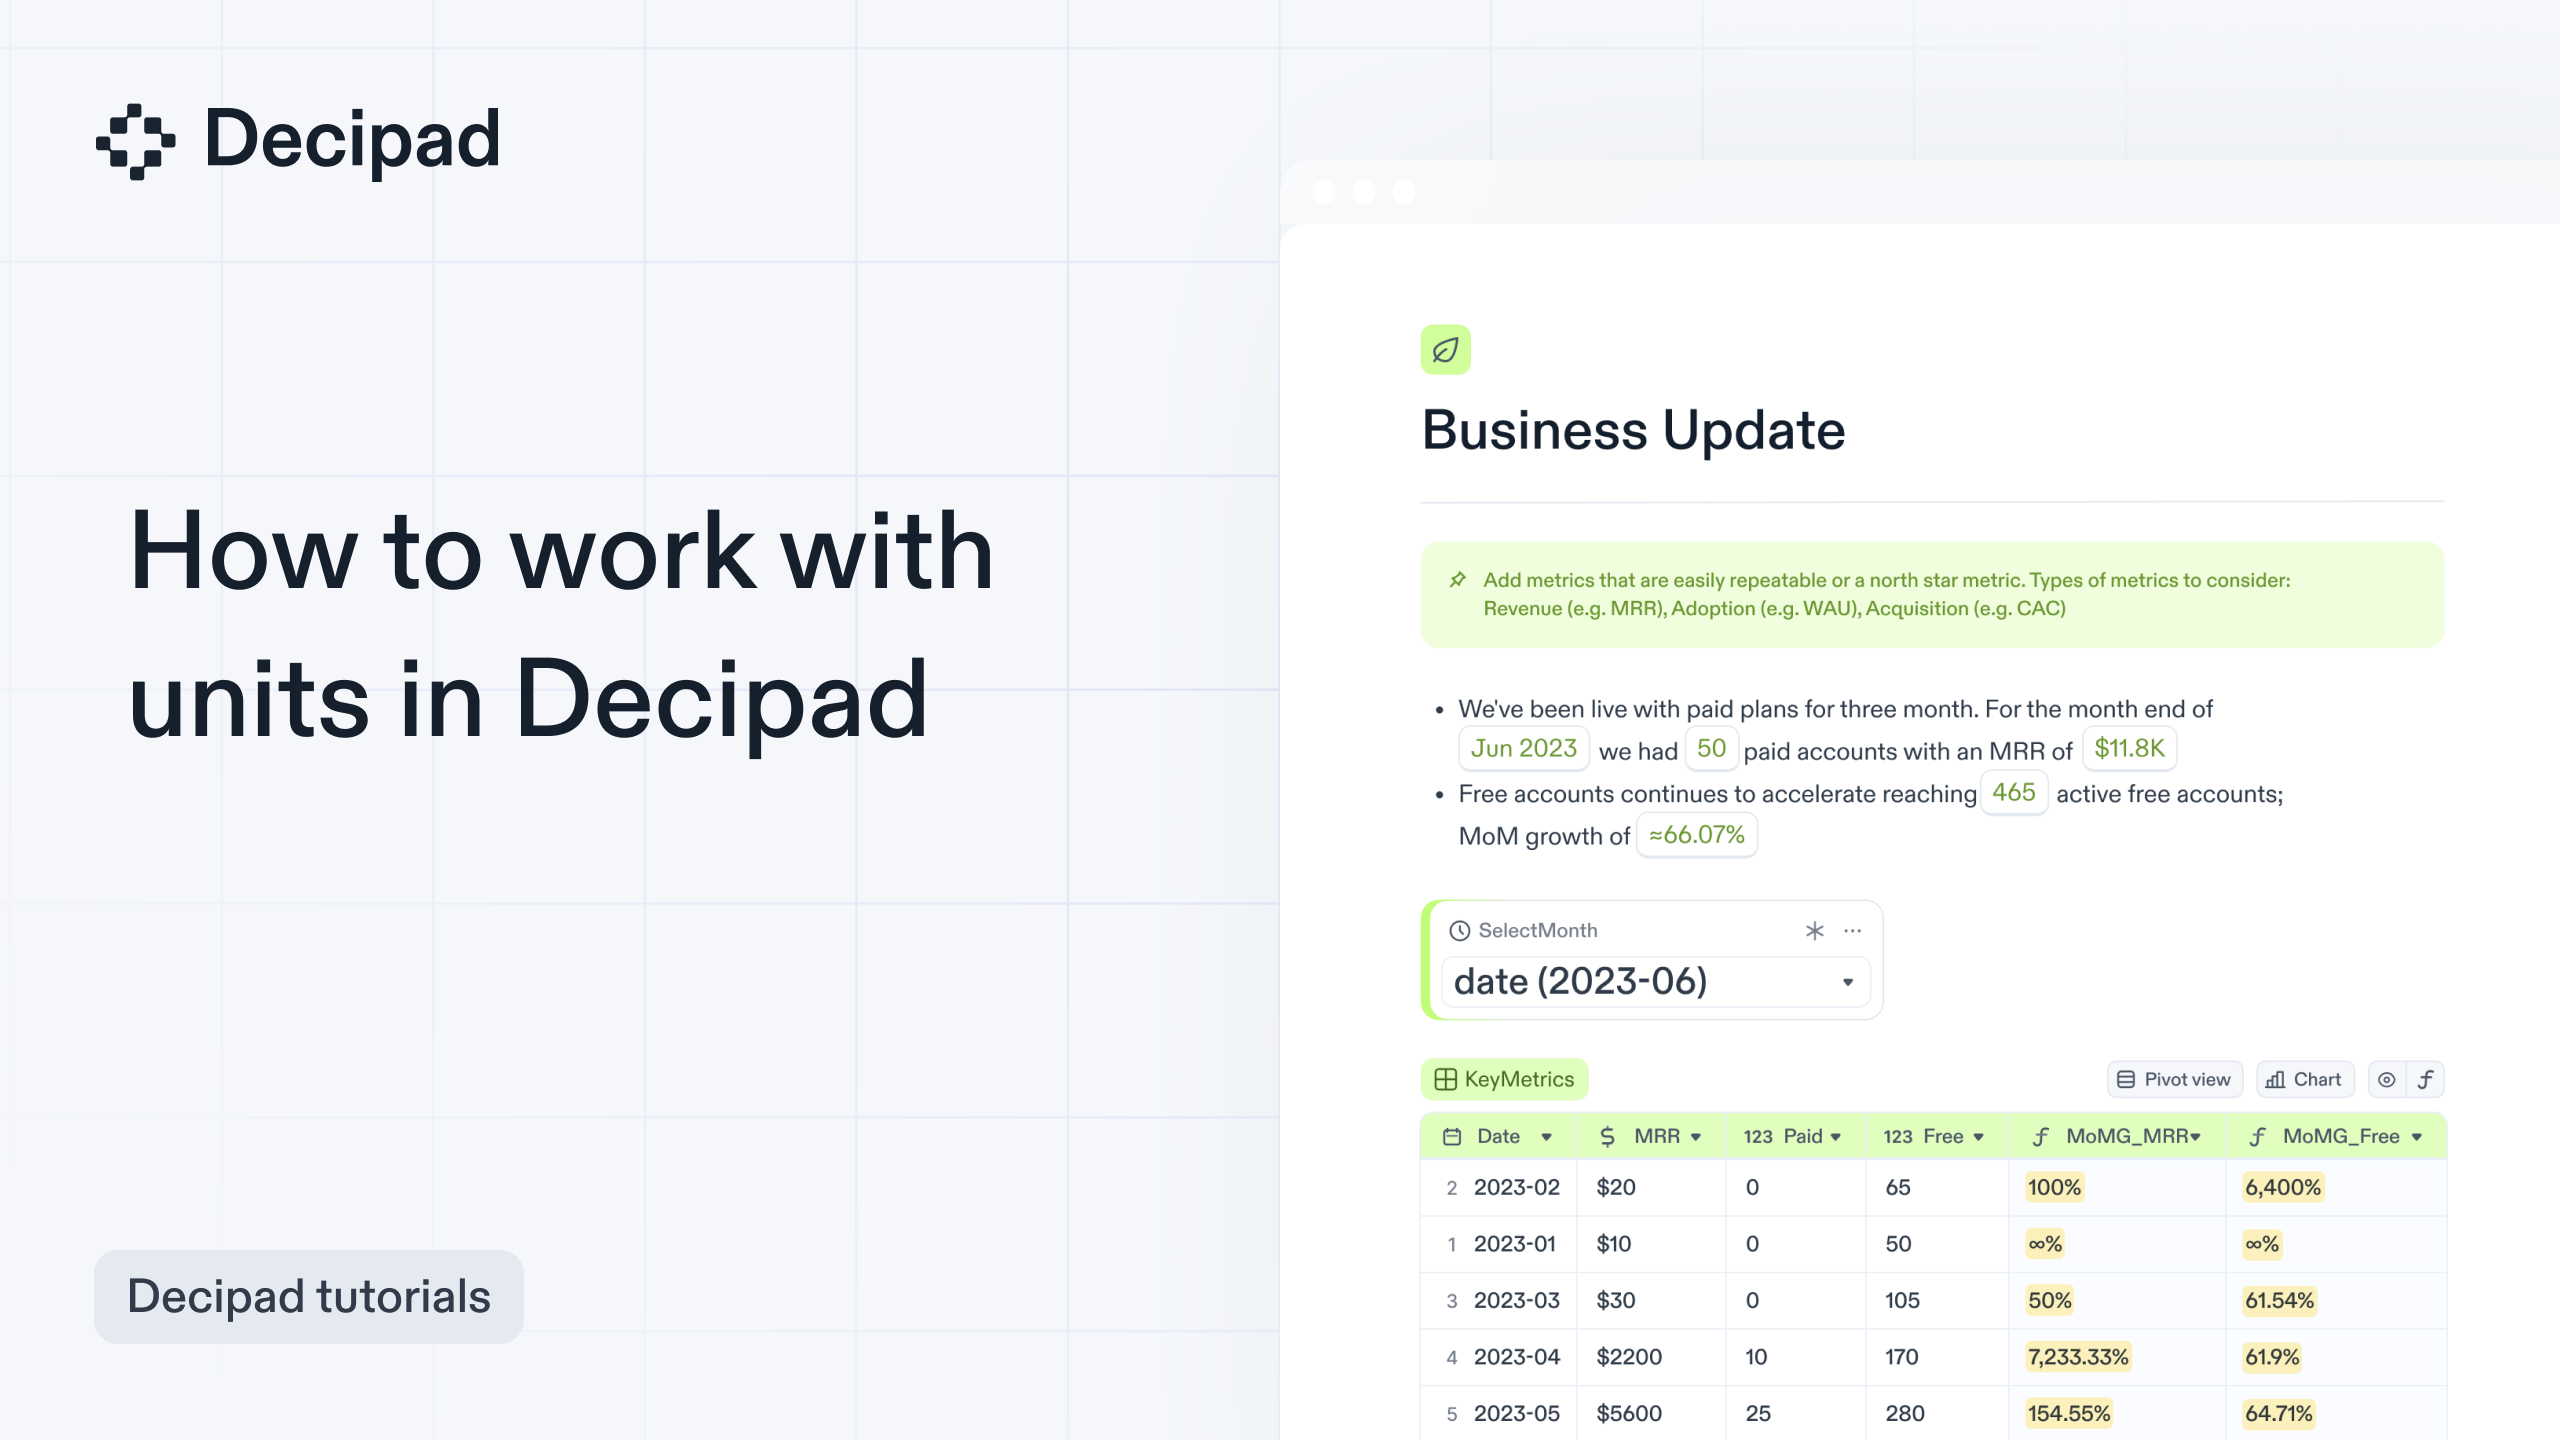 Decipad
How to work with
units in Decipad
Decipad tutorials
Business Update
Add metrics that are easily repeatable or a north star metric. Types of metrics to consider:
Revenue (e.g. MRR), Adoption (e.g. WAU), Acquisition (e.g. CAC)
• We've been live with paid plans for three month. For the month end of
Jun 2023 we had 50 paid accounts with an MRR of $11.8K
• Free accounts continues to accelerate reaching 465 active free accounts;
MoM growth of ≈66.07%
SelectMonth
date (2023-06)
KeyMetrics Pivot view Chart
Date $ MRR 123 Paid 123 Free MoMG_MRR MoMG_Free
2 2023-02 $20 0 65 100% 6,400%
1 2023-01 $10 0 50 ∞% ∞%
3 2023-03 $30 0 105 50% 61.54%
4 2023-04 $2200 10 170 7,233.33% 61.9%
5 2023-05 $5600 25 280 154.55% 64.71%